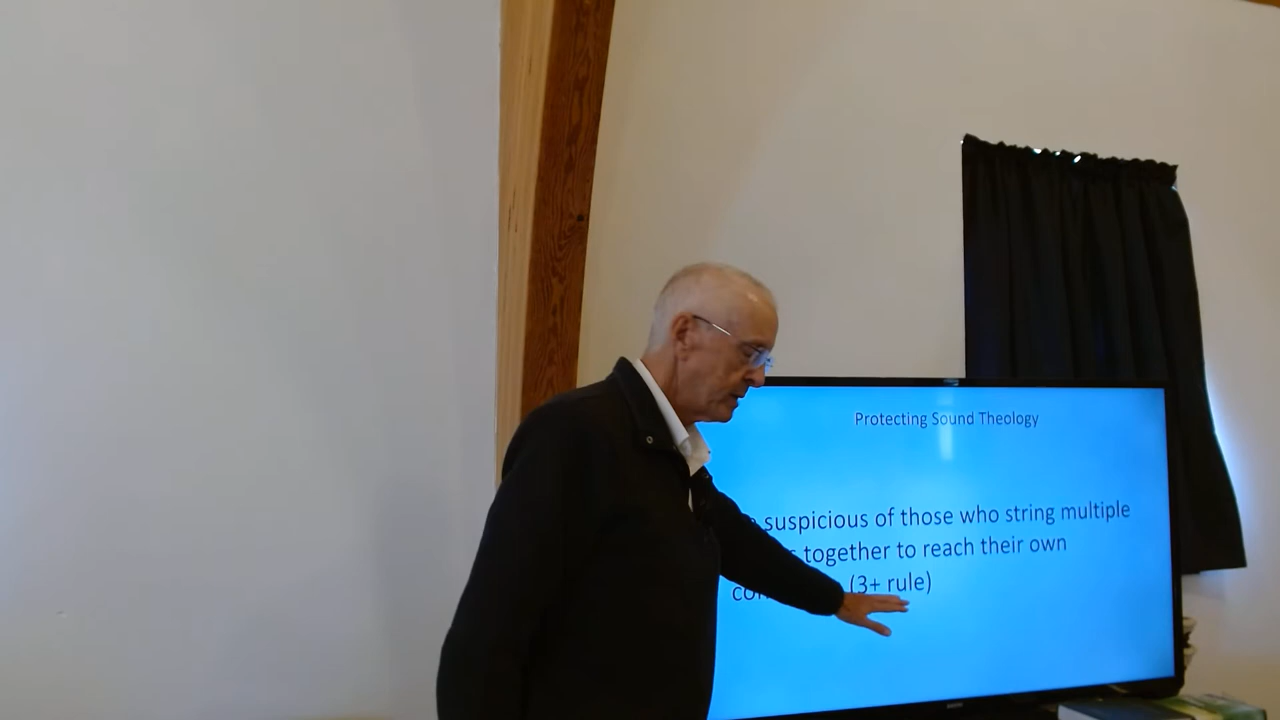 Protecting Sound Theology
suspicious of those who string multiple
together to reach their own
(3+ rule)